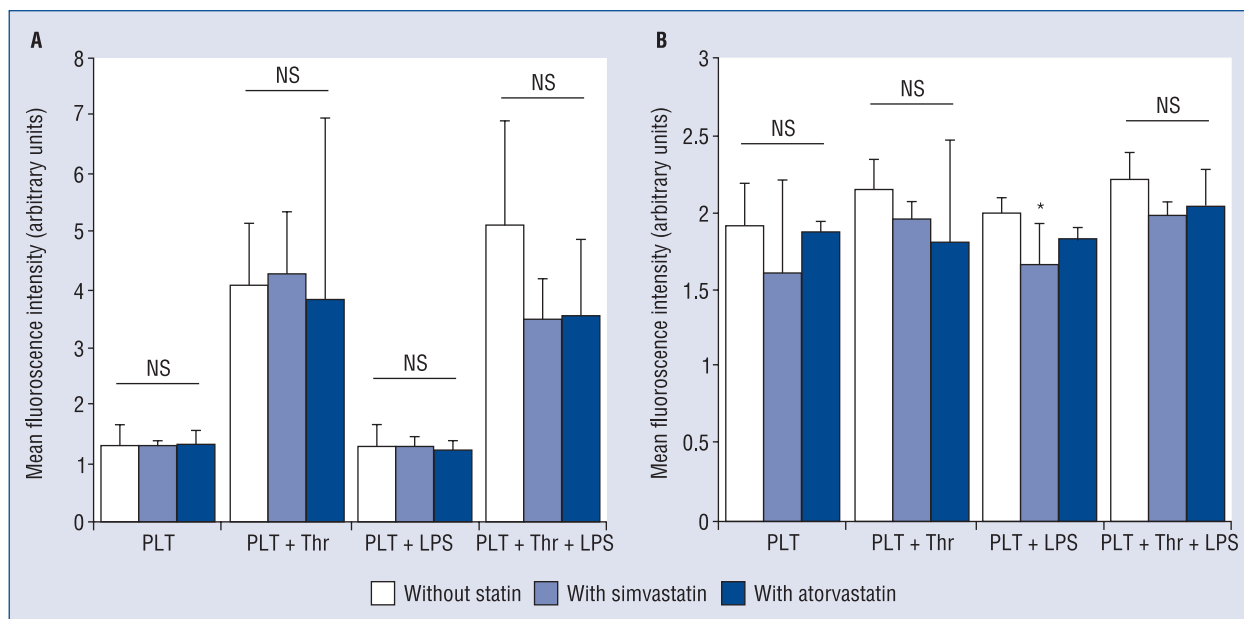 A
Mean fluoroscence intensity (arbitrary units)
8
7
6
5
4
3
2
1
0
NS
NS
NS
NS
PLT
PLT + Thr
PLT + LPS
PLT + Thr + LPS
B
Mean fluoroscence intensity (arbitrary units)
3
2.5
2
1.5
1
0.5
0
NS
NS
*
NS
PLT
PLT + Thr
PLT + LPS
PLT + Thr + LPS
Without statin
With simvastatin
With atorvastatin